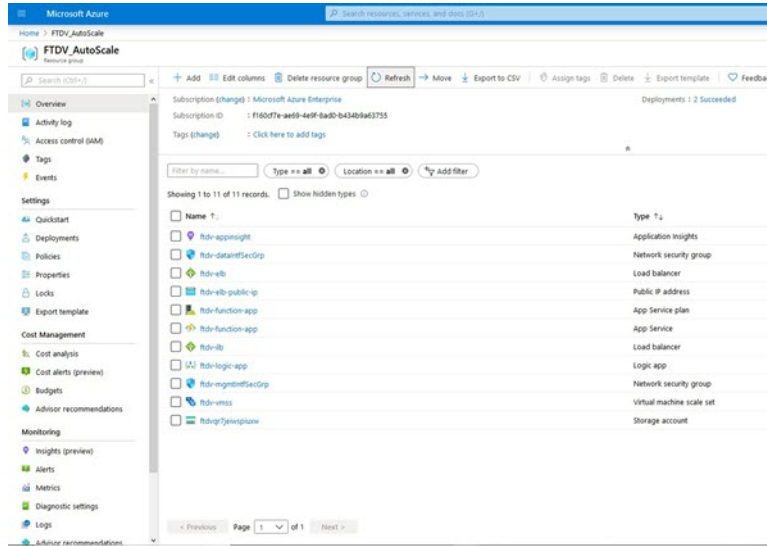 Microsoft Azure
Search resources, services, and docs (G+/)
Home > FTDV_AutoScale
FTDV_AutoScale
Resource group
Search (Ctrl+/)
Add
Edit columns
Delete resource group
Refresh
Move
Export to CSV
Assign tags
Delete
Export template
Feedba
Overview
Activity log
Access control (IAM)
Tags
Events
Settings
Quickstart
Deployments
Policies
Properties
Locks
Export template
Cost Management
Cost analysis
Cost alerts (preview)
Budgets
Advisor recommendations
Monitoring
Insights (preview)
Alerts
Metrics
Diagnostic settings
Logs
Advisor recommendations
Subscription (change) : Microsoft Azure Enterprise
Deployments : 2 Succeeded
Subscription ID : f160cf7e-ae69-4e9f-8ad0-b434b9a63755
Tags (change) : Click here to add tags
Filter by name...
Type == all
Location == all
Add filter
Showing 1 to 11 of 11 records.
Show hidden types
Name Type
ftdv-appinsight Application Insights
ftdv-dataintfSecGrp Network security group
ftdv-elb Load balancer
ftdv-elb-public-ip Public IP address
ftdv-function-app App Service plan
ftdv-function-app App Service
ftdv-ilb Load balancer
ftdv-logic-app Logic app
ftdv-mgmtintfSecGrp Network security group
ftdv-vmss Virtual machine scale set
Storage account
< Previous Page 1 of 1 Next >